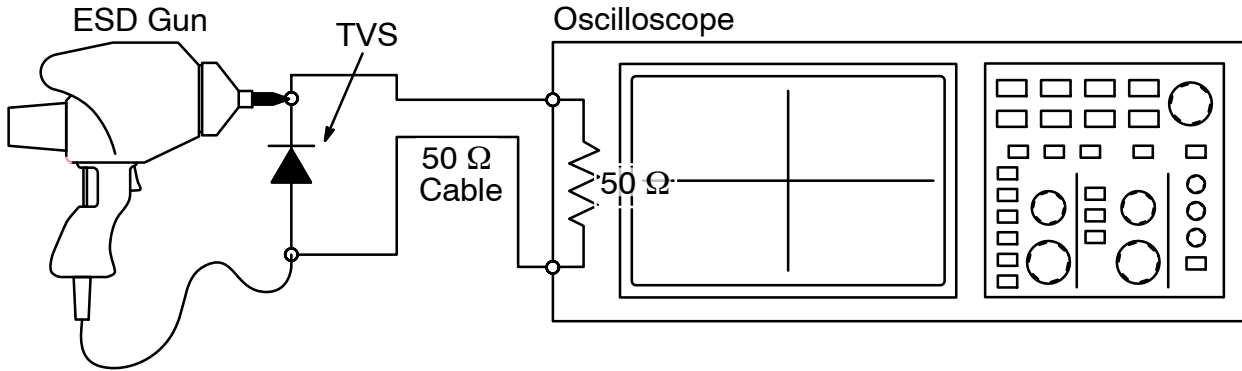 ESD Gun
TVS
Oscilloscope
50 Ω
Cable
50 Ω